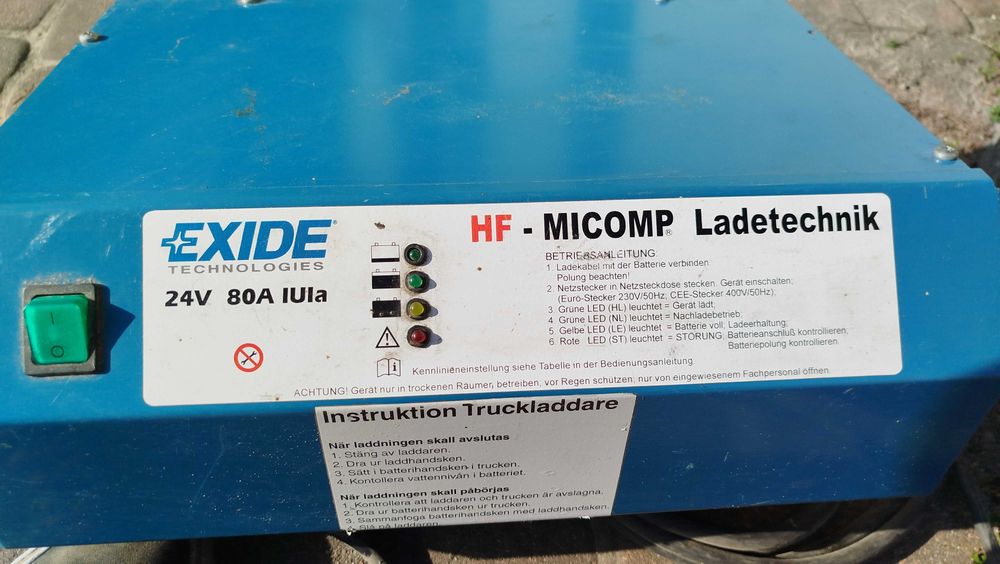 EXIDE
TECHNOLOGIES
24V 80A IUIa
HF - MICOMP® Ladetechnik
BETRIEBSANLEITUNG:
1. Ladekabel mit der Batterie verbinden.
Polung beachten!
2. Netzstecker in Netzsteckdose stecken. Gerät einschalten;
(Euro-Stecker 230V/50Hz; CEE-Stecker 400V/50Hz);
3 Grüne LED (HL) leuchtet = Gerät lädt;
4 Grüne LED (NL) leuchtet = Nachladebetrieb;
5 Gelbe LED (LE) leuchtet = Batterie voll; Ladeerhaltung;
6 Rote LED (ST) leuchtet = STÖRUNG; Batterieanschluß kontrollieren;
Batteriepolung kontrollieren.
Kennlinieneinstellung siehe Tabelle in der Bedienungsanleitung.
ACHTUNG! Gerät nur in trockenen Räumen, betreiben; vor Regen schützen; nur von eingewiesenem Fachpersonal öffnen.
Instruktion Truckladdare
När laddningen skall avslutas
1. Stäng av laddaren.
2. Dra ur laddhandsken.
3. Sätt i batterihandsken i trucken.
4. Kontollera vattennivån i batteriet.
När laddningen skall påbörjas
1. Kontrollera att laddaren och trucken är avslagna.
2. Dra ur batterihandsken ur trucken.
3. Sammanfoga batterihandsken med laddhandsken.
4. Slå på laddaren